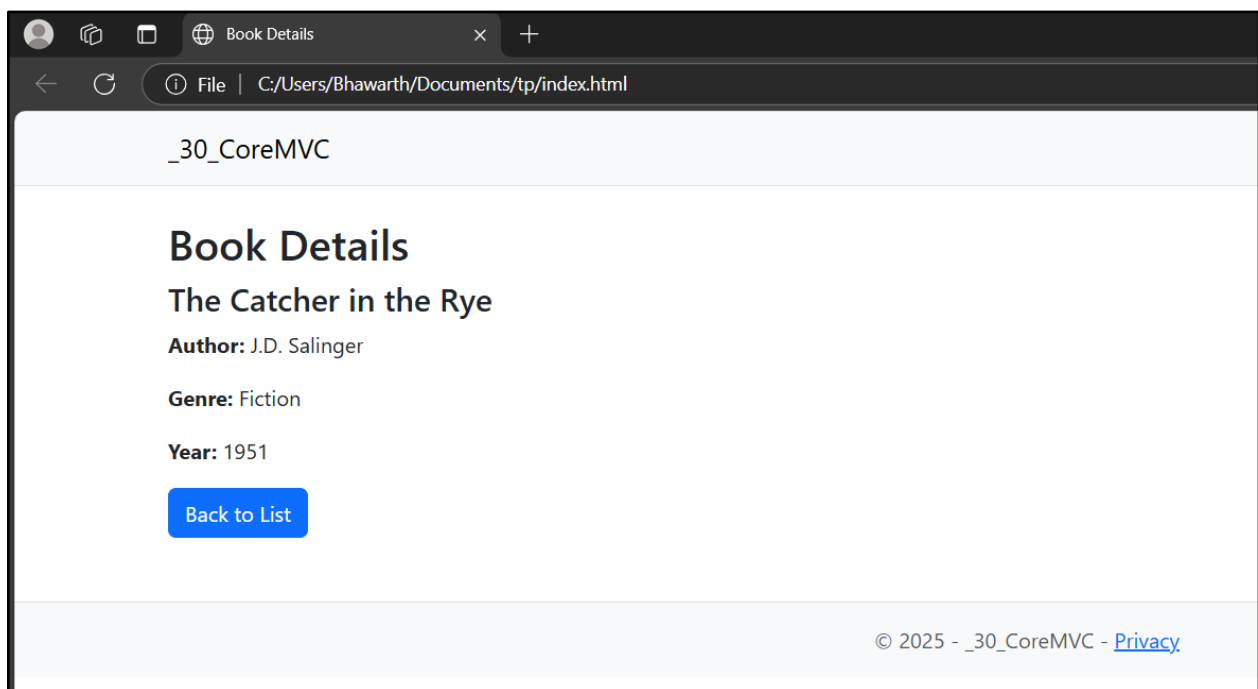 Book Details
File | C:/Users/Bhawarth/Documents/tp/index.html
_30_CoreMVC
Book Details
The Catcher in the Rye
Author: J.D. Salinger
Genre: Fiction
Year: 1951
Back to List
© 2025 - _30_CoreMVC - Privacy